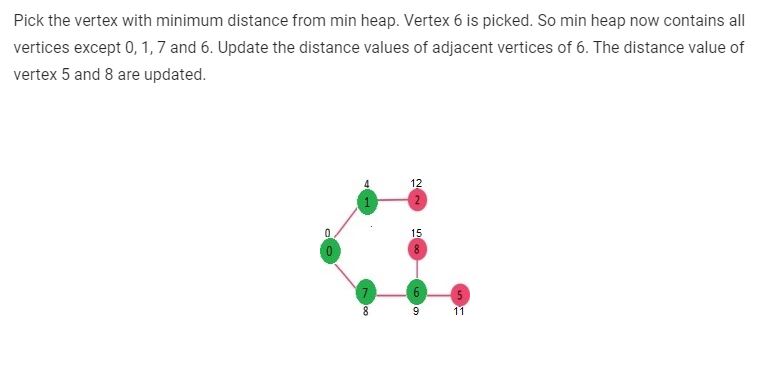 Pick the vertex with minimum distance from min heap. Vertex 6 is picked. So min heap now contains all
vertices except 0, 1, 7 and 6. Update the distance values of adjacent vertices of 6. The distance value of
vertex 5 and 8 are updated.
4 12
1 2
0 15
0 8
7 6 5
8 9 11